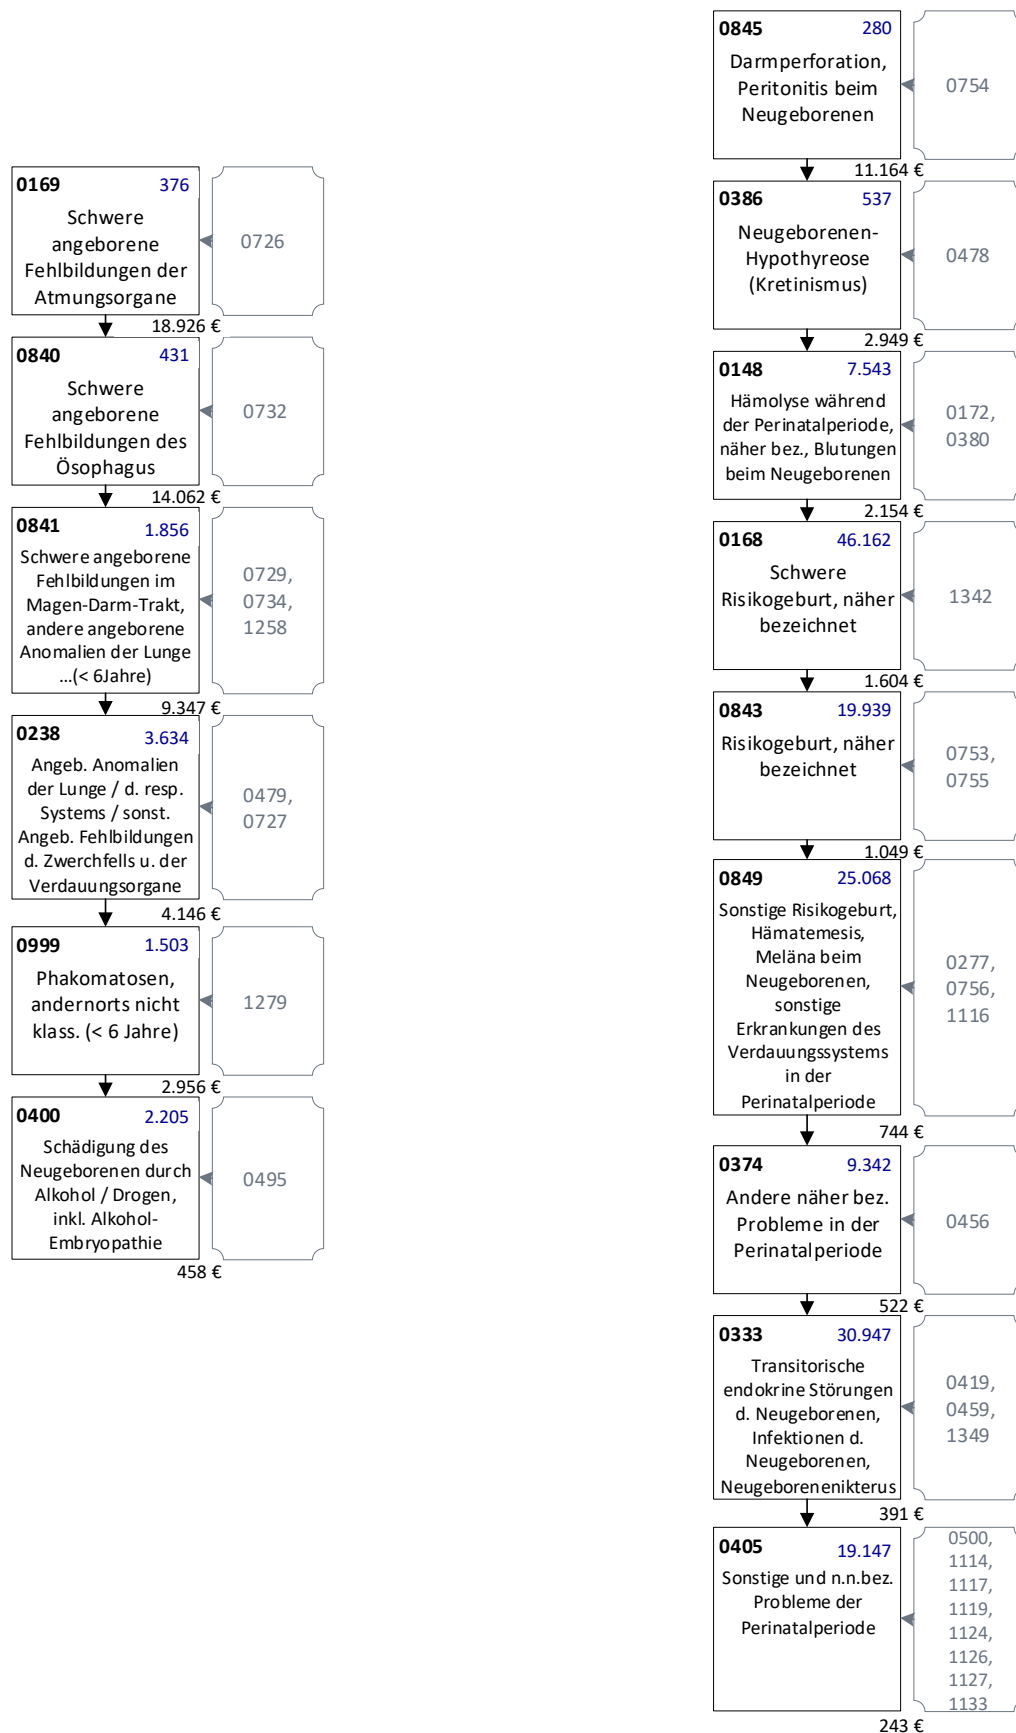 0169 376
Schwere
angeborene
Fehlbildungen der
Atmungsorgane
0726
18.926 €
0840 431
Schwere
angeborene
Fehlbildungen des
Ösophagus
0732
14.062 €
0841 1.856
Schwere angeborene
Fehlbildungen im
Magen-Darm-Trakt,
andere angeborene
Anomalien der Lunge
...(< 6Jahre)
0729,
0734,
1258
9.347 €
0238 3.634
Angeb. Anomalien
der Lunge / d. resp.
Systems / sonst.
Angeb. Fehlbildungen
d. Zwerchfells u. der
Verdauungsorgane
0479,
0727
4.146 €
0999 1.503
Phakomatosen,
andernorts nicht
klass. (< 6 Jahre)
1279
2.956 €
0400 2.205
Schädigung des
Neugeborenen durch
Alkohol / Drogen,
inkl. Alkohol-
Embryopathie
0495
458 €
0845 280
Darmperforation,
Peritonitis beim
Neugeborenen
0754
11.164 €
0386 537
Neugeborenen-
Hypothyreose
(Kretinismus)
0478
2.949 €
0148 7.543
Hämolyse während
der Perinatalperiode,
näher bez., Blutungen
beim Neugeborenen
0172,
0380
2.154 €
0168 46.162
Schwere
Risikogeburt, näher
bezeichnet
1342
1.604 €
0843 19.939
Risikogeburt, näher
bezeichnet
0753,
0755
1.049 €
0849 25.068
Sonstige Risikogeburt,
Hämatemesis,
Meläna beim
Neugeborenen,
sonstige
Erkrankungen des
Verdauungssystems
in der
Perinatalperiode
0277,
0756,
1116
744 €
0374 9.342
Andere näher bez.
Probleme in der
Perinatalperiode
0456
522 €
0333 30.947
Transitorische
endokrine Störungen
d. Neugeborenen,
Infektionen d.
Neugeborenen,
Neugeborenenikterus
0419,
0459,
1349
391 €
0405 19.147
Sonstige und n.n.bez.
Probleme der
Perinatalperiode
0500,
1114,
1117,
1119,
1124,
1126,
1127,
1133
243 €